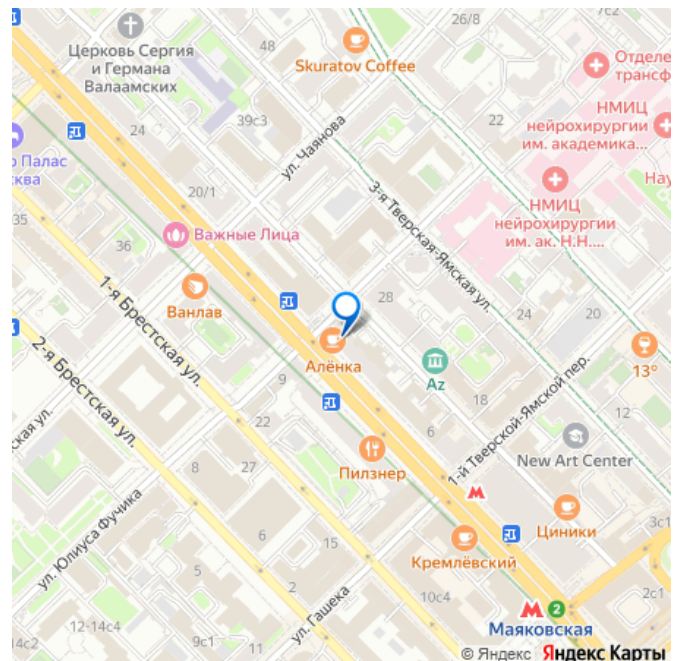 26/8
7с2
Церковь Сергия
и Германа
Валаамских
48
Skuratov Coffee
Отделе
трансф
НМИЦ
нейрохирургии
им. академика...
39с3
ул. Чаянова
22
24
р Палас
сква
20/1
3-я Тверская-Ямская ул.
Нау
НМИЦ
нейрохирургии
им. ак. Н.Н....
35
36
Важные Лица
1-я Брестская ул.
Ванлав
28
24
20
2-я Брестская ул.
Алёнка
Az
13°
9
18
1-й Тверской-Ямской пер.
12
ская ул.
22
6
Пилзнер
New Art Center
8
27
ул. Юлиуса Фучика
Циники
3с1
6
15
Кремлёвский
5
2
ул. Гашека
10с4
2с1
12-14с4
2
Маяковская
14с2
9с1
11
© Яндекс Яндекс Карты